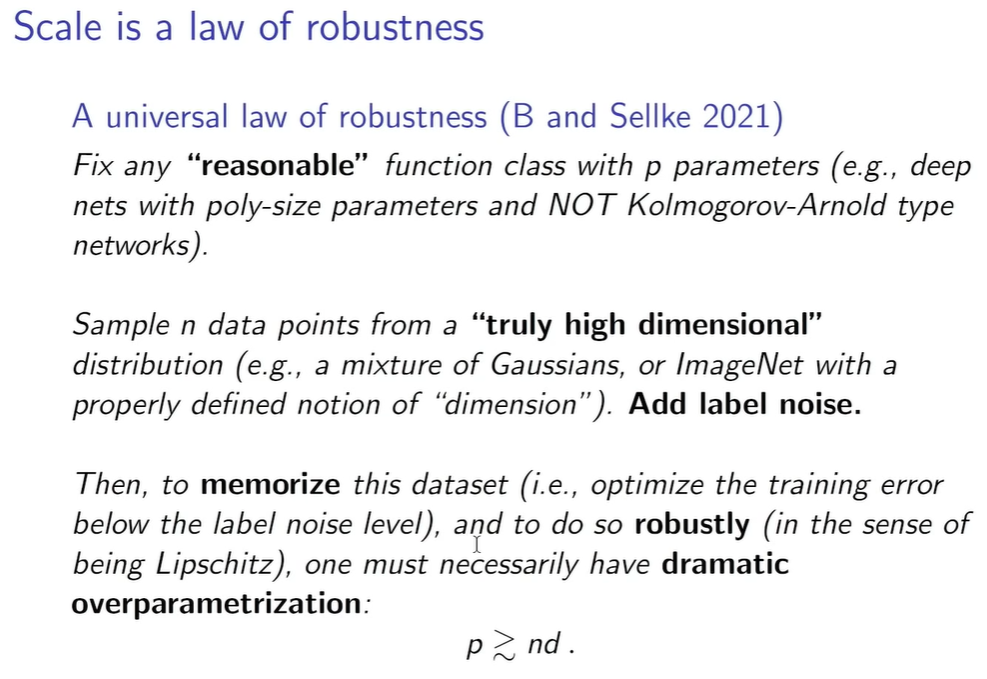 Scale is a law of robustness
A universal law of robustness (B and Sellke 2021)
Fix any “reasonable” function class with p parameters (e.g., deep
nets with poly-size parameters and NOT Kolmogorov-Arnold type
networks).
Sample n data points from a “truly high dimensional”
distribution (e.g., a mixture of Gaussians, or ImageNet with a
properly defined notion of “dimension”). Add label noise.
Then, to memorize this dataset (i.e., optimize the training error
below the label noise level), and to do so robustly (in the sense of
being Lipschitz), one must necessarily have dramatic
overparametrization:
p ≳ nd .